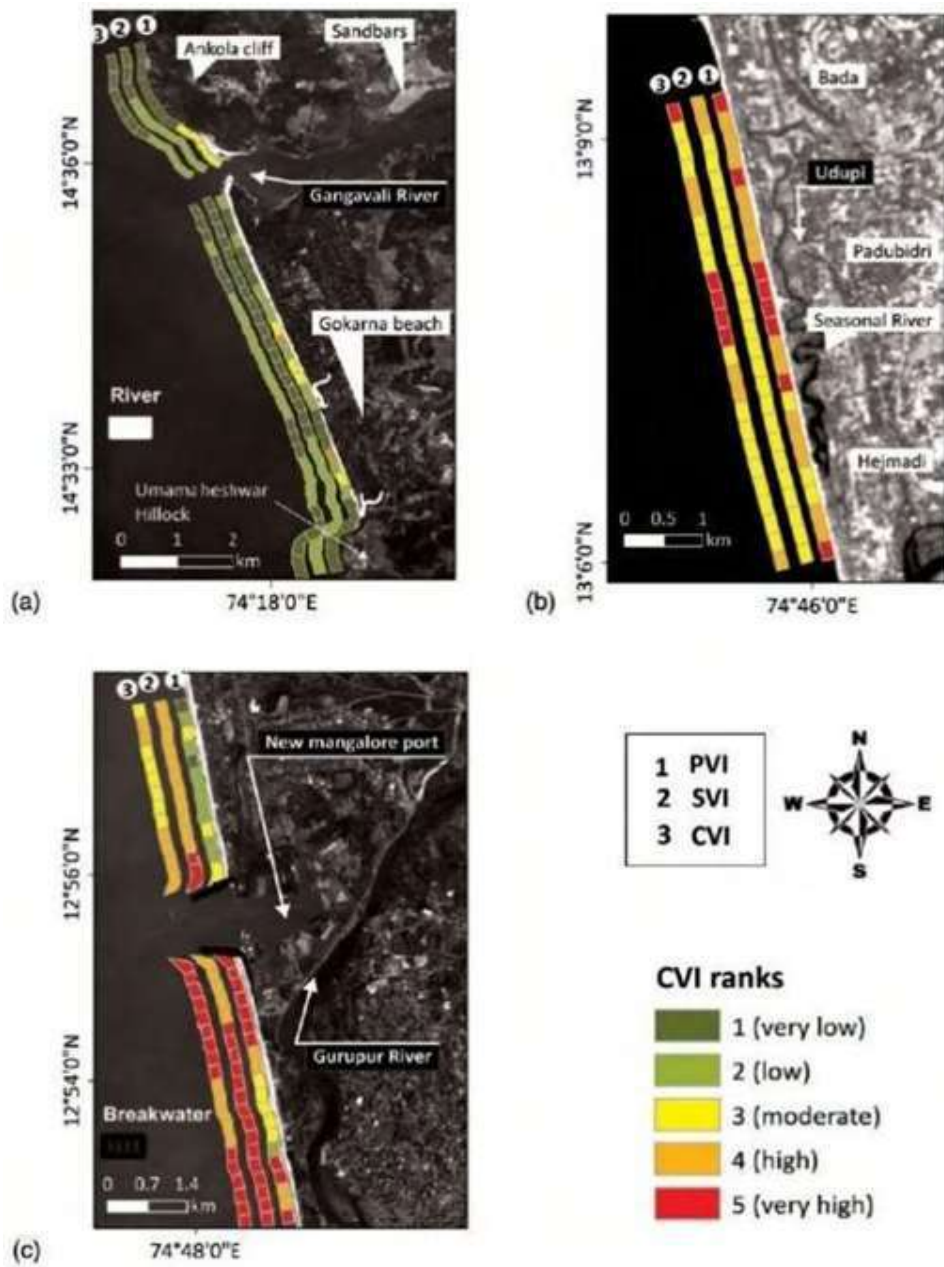 3 2 1
Ankola cliff
Sandbars
14°36'0"N
Gangavali River
Gokarna beach
River
14°33'0"N
Umamaheshwar
Hillock
0 1 2
km
(a)
74°18'0"E
3 2 1
Bada
13°9'0"N
Udupi
Padubidri
Seasonal River
Hejmadi
0 0.5 1
km
13°6'0"N
(b)
74°46'0"E
3 2 1
New mangalore port
12°56'0"N
Gurupur River
12°54'0"N
Breakwater
0 0.7 1.4
km
(c)
74°48'0"E
1 PVI
2 SVI
3 CVI
N
W E
S
CVI ranks
1 (very low)
2 (low)
3 (moderate)
4 (high)
5 (very high)